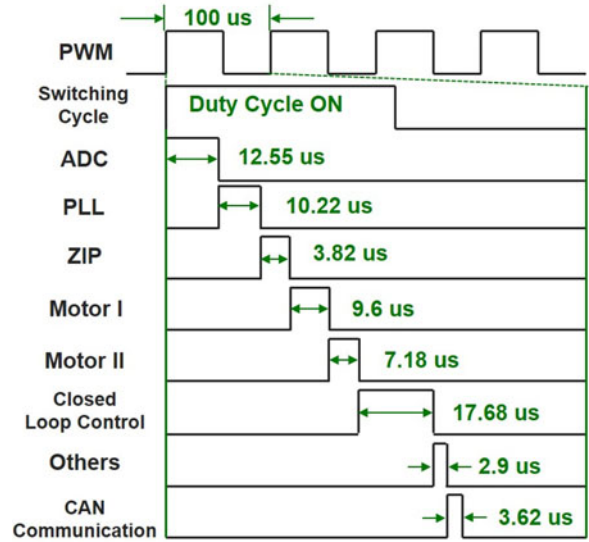 100 us
PWM
Switching
Cycle
Duty Cycle ON
ADC
12.55 us
PLL
10.22 us
ZIP
3.82 us
Motor I
9.6 us
Motor II
7.18 us
Closed
Loop Control
17.68 us
Others
2.9 us
CAN
Communication
3.62 us